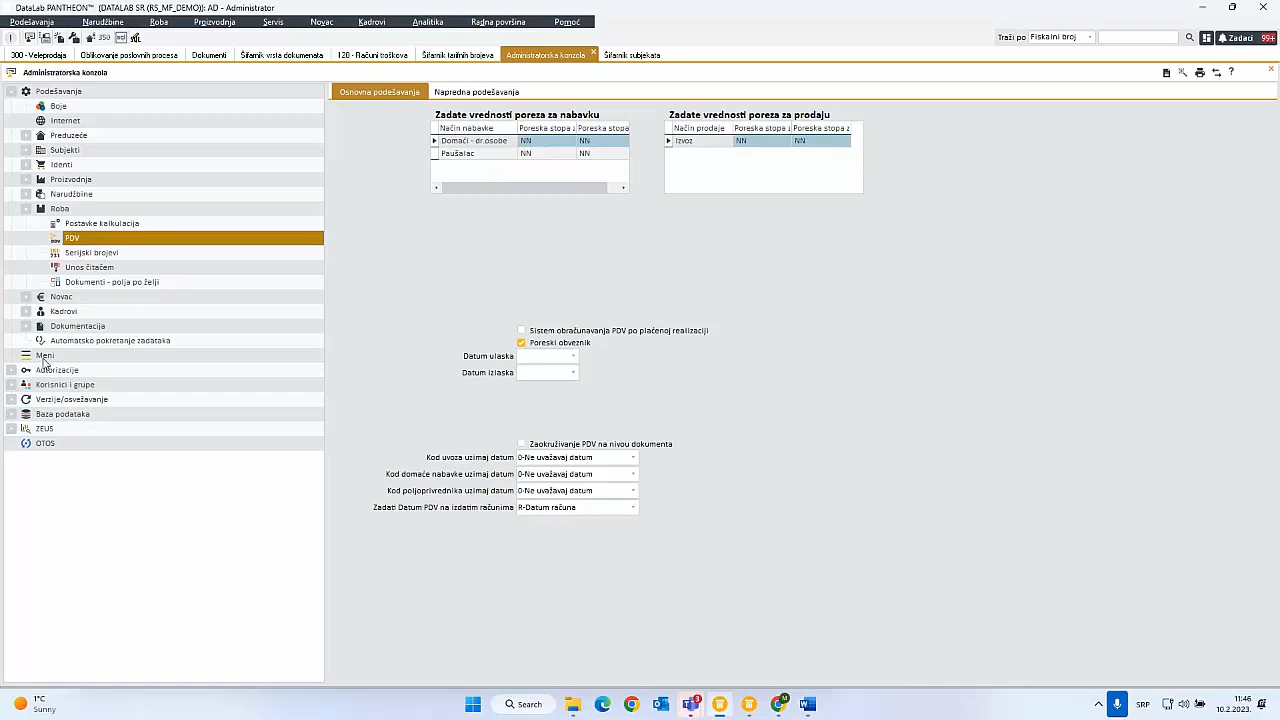 DataLab PANTHEON™ (DATALAB SR (RS_MF_DEMO)); AD - Administrator
Podešavanja Narudžbine Roba Proizvodnja Servis Novac Kadrovi Analitika Radna površina Pomoć
350
Traži po Fiskalni broj Zadaci 99+
300 - Veleprodaja Oblikovanje poslovnih procesa Dokumenti Šifarnik vrsta dokumenata 120 - Računi troškova Šifarnik tarifnih brojeva Administratorska konzola Šifarnik subjekata
Administratorska konzola
Podešavanja
Boje
Internet
Preduzeće
Subjekti
Identi
Proizvodnja
Narudžbine
Roba
Postavke kalkulacija
PDV
Serijski brojevi
Unos čitačem
Dokumenti - polja po želji
Novac
Kadrovi
Dokumentacija
Automatsko pokretanje zadataka
Meni
Autorizacije
Korisnici i grupe
Verzije/osvežavanje
Baza podataka
ZEUS
OTOS
Osnovna podešavanja Napredna podešavanja
Zadate vrednosti poreza za nabavku
Način nabavke Poreska stopa z Poreska stopa
Domaći - dr.osobe NN NN
Paušalac NN NN
Zadate vrednosti poreza za prodaju
Način prodaje Poreska stopa z Poreska stopa z
Izvoz NN NN
Sistem obračunavanja PDV po plaćenoj realizaciji
Poreski obveznik
Datum ulaska
Datum izlaska
Zaokruživanje PDV na nivou dokumenta
Kod uvoza uzimaj datum 0-Ne uvažavaj datum
Kod domaće nabavke uzimaj datum 0-Ne uvažavaj datum
Kod poljoprivrednika uzimaj datum 0-Ne uvažavaj datum
Zadati Datum PDV na izdatim računima R-Datum računa
1°C
Sunny
Search
SRP
11:46
10.2.2023.